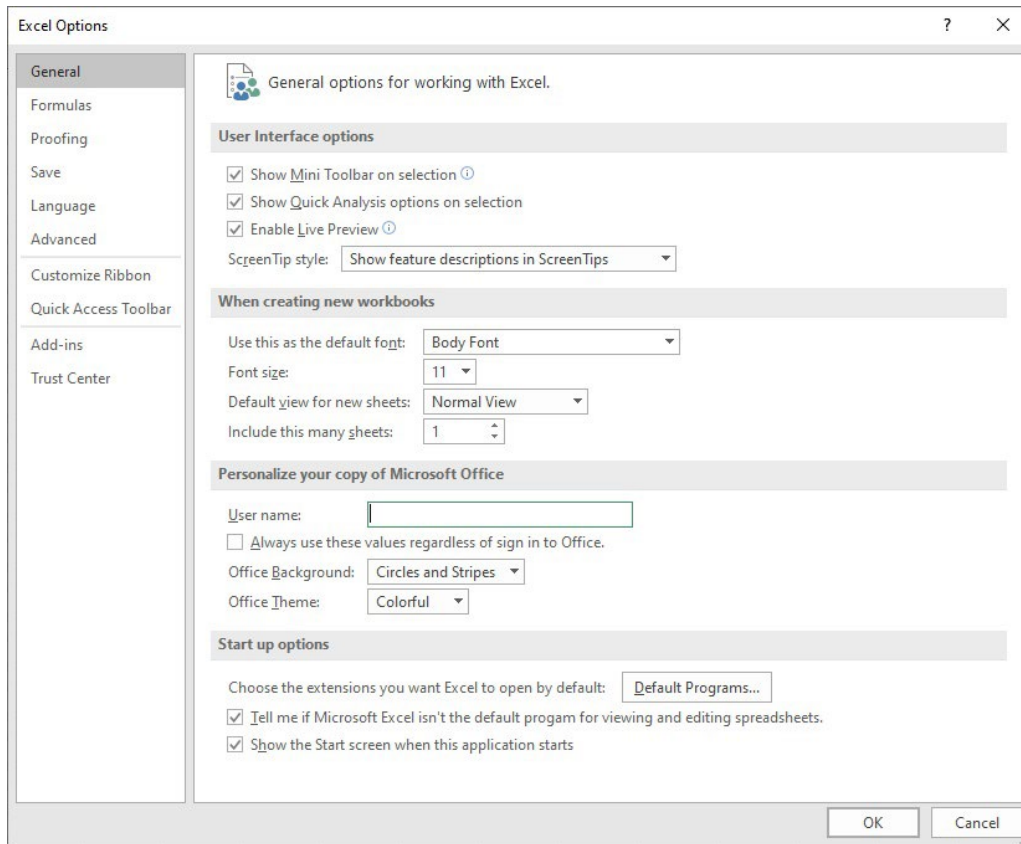 Excel Options
?
General
Formulas
Proofing
Save
Language
Advanced
Customize Ribbon
Quick Access Toolbar
Add-ins
Trust Center
General options for working with Excel.
User Interface options
Show Mini Toolbar on selection
Show Quick Analysis options on selection
Enable Live Preview
ScreenTip style: Show feature descriptions in ScreenTips
When creating new workbooks
Use this as the default font: Body Font
Font size: 11
Default view for new sheets: Normal View
Include this many sheets: 1
Personalize your copy of Microsoft Office
User name:
Always use these values regardless of sign in to Office.
Office Background: Circles and Stripes
Office Theme: Colorful
Start up options
Choose the extensions you want Excel to open by default: Default Programs...
Tell me if Microsoft Excel isn't the default progam for viewing and editing spreadsheets.
Show the Start screen when this application starts
OK Cancel